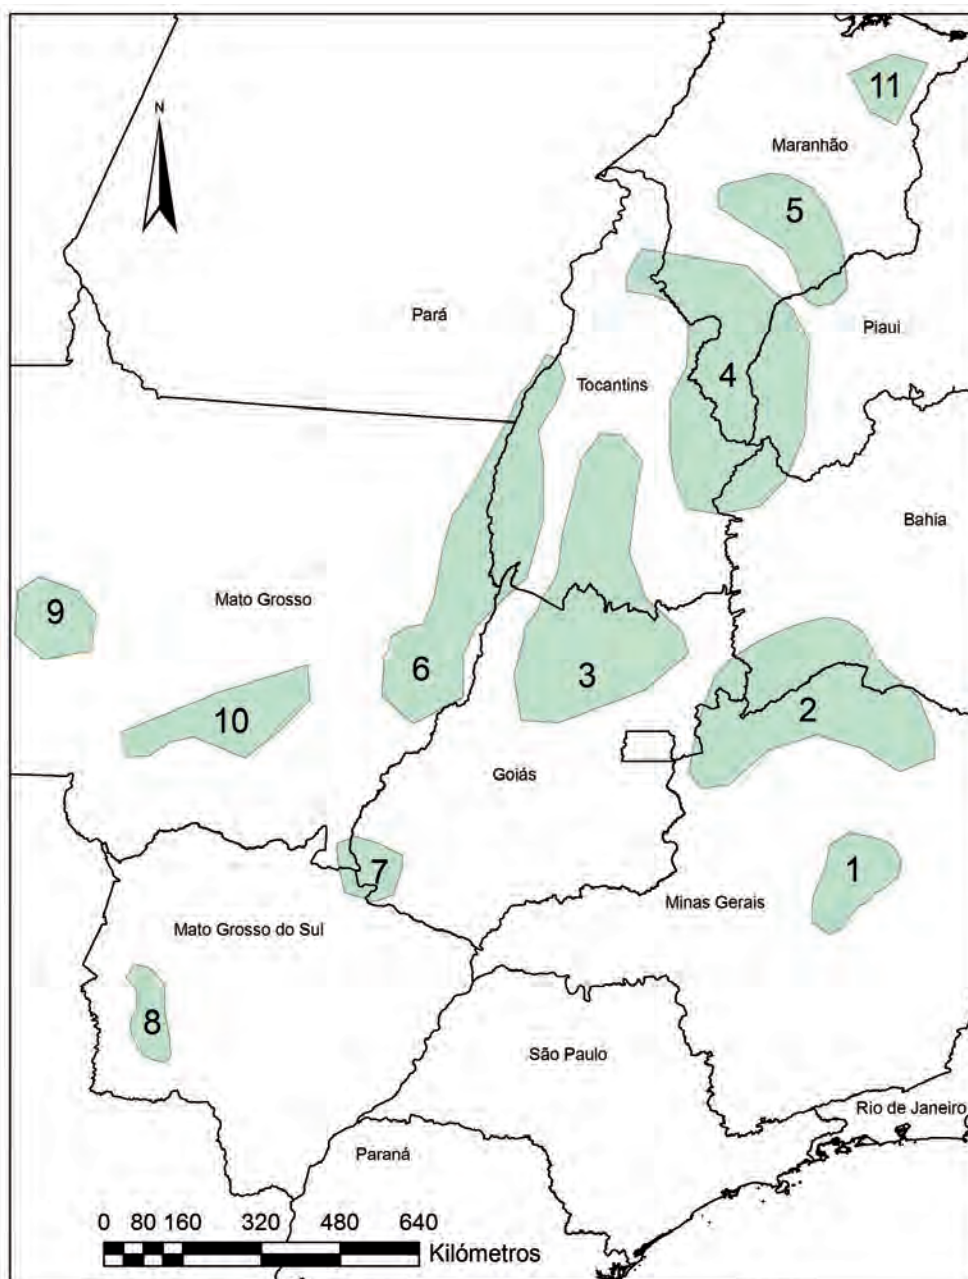 N
11
Maranhão
5
Pará
Piaui
4
Tocantins
Bahia
9
Mato Grosso
6
3
10
2
Goiás
7
1
Minas Gerais
Mato Grosso do Sul
8
São Paulo
Rio de Janeiro
Paraná
0 80 160 320 480 640
Kilómetros